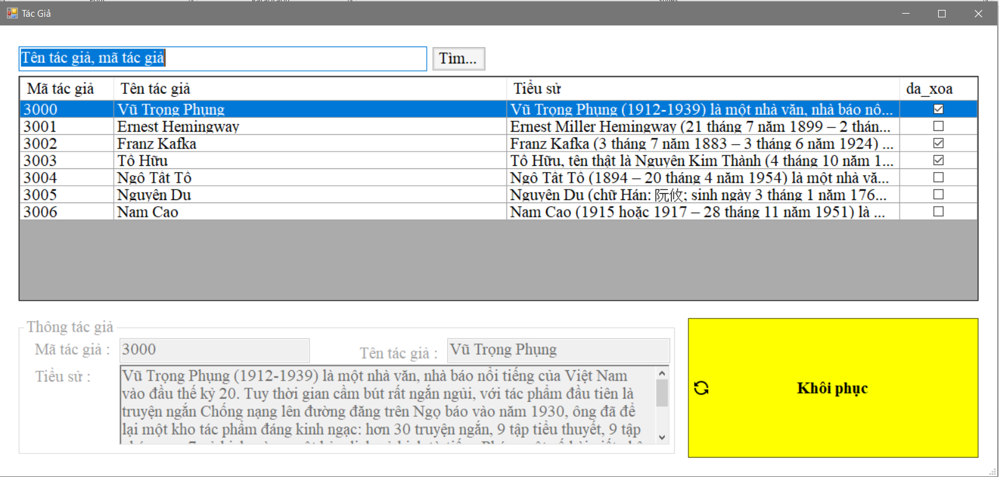 Tác Giả
Tên tác giả, mã tác giả
Tìm...
Mã tác giả Tên tác giả Tiểu sử da_xoa
3000 Vũ Trọng Phụng Vũ Trọng Phụng (1912-1939) là một nhà văn, nhà báo nổ...
3001 Ernest Hemingway Ernest Miller Hemingway (21 tháng 7 năm 1899 – 2 thán...
3002 Franz Kafka Franz Kafka (3 tháng 7 năm 1883 – 3 tháng 6 năm 1924) ...
3003 Tố Hữu Tố Hữu, tên thật là Nguyễn Kim Thành (4 tháng 10 năm 1...
3004 Ngô Tất Tố Ngô Tất Tố (1894 – 20 tháng 4 năm 1954) là một nhà vă...
3005 Nguyễn Du Nguyễn Du (chữ Hán: 阮攸; sinh ngày 3 tháng 1 năm 176...
3006 Nam Cao Nam Cao (1915 hoặc 1917 – 28 tháng 11 năm 1951) là ...
Thông tác giả
Mã tác giả : 3000 Tên tác giả : Vũ Trọng Phụng
Tiểu sử : Vũ Trọng Phụng (1912-1939) là một nhà văn, nhà báo nổi tiếng của Việt Nam
vào đầu thế kỷ 20. Tuy thời gian cầm bút rất ngắn ngủi, với tác phẩm đầu tiên là
truyện ngắn Chống nạng lên đường đăng trên Ngọ báo vào năm 1930, ông đã để
lại một kho tác phẩm đáng kinh ngạc: hơn 30 truyện ngắn, 9 tập tiểu thuyết, 9 tập
Khôi phục